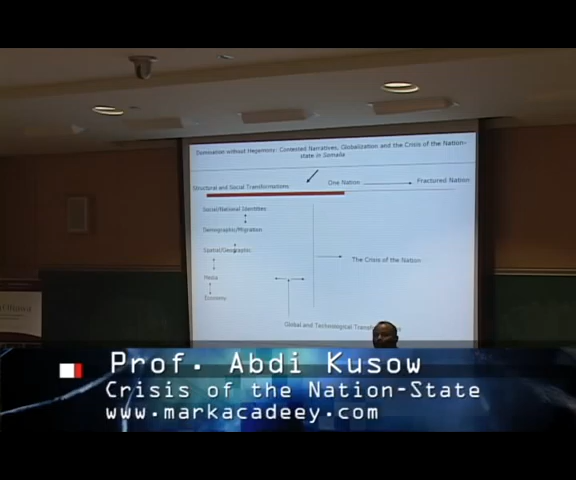 Domination without Hegemony: Contested Narratives, Globalization and the Crisis of the Nation-
state in Somalia
Structural and Social Transformations
One Nation
Fractured Nation
Social/National Identities
Demographic/Migration
Spatial/Geographic
Media
Economy
The Crisis of the Nation
Global and Technological
Prof. Abdi Kusow
Crisis of the Nation-State
www.markacadeey.com